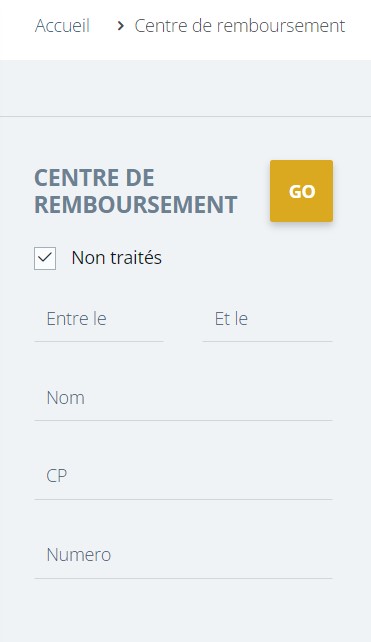 Accueil > Centre de remboursement
CENTRE DE
REMBOURSEMENT
GO
Non traités
Entre le Et le
Nom
CP
Numero